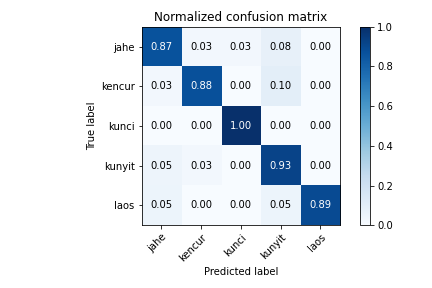 Normalized confusion matrix
True label
jahe 0.87 0.03 0.03 0.08 0.00
kencur 0.03 0.88 0.00 0.10 0.00
kunci 0.00 0.00 1.00 0.00 0.00
kunyit 0.05 0.03 0.00 0.93 0.00
laos 0.05 0.00 0.00 0.05 0.89
jahe kencur kunci kunyit laos
Predicted label
1.0
0.8
0.6
0.4
0.2
0.0